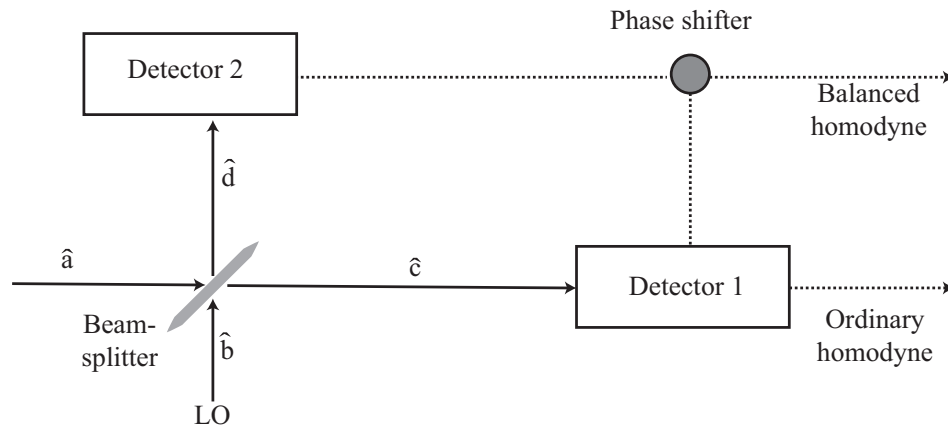 Phase shifter
Detector 2
Balanced
homodyne
d̂
â
ĉ
Detector 1
Beam-
splitter
b̂
Ordinary
homodyne
LO